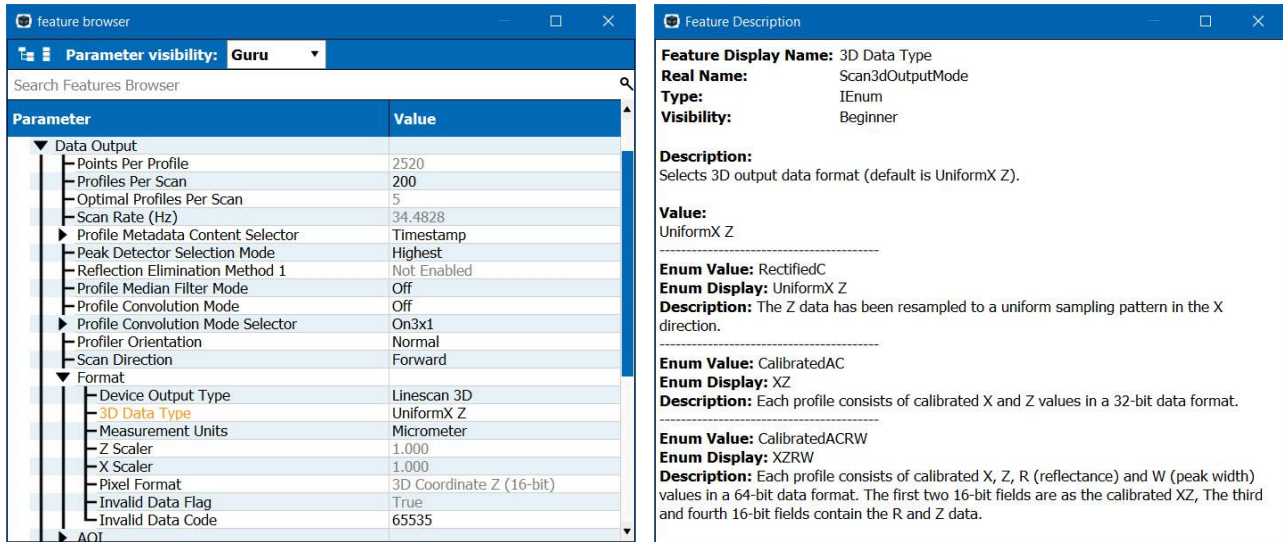 feature browser
Parameter visibility: Guru
Search Features Browser
Parameter Value
Data Output
Points Per Profile 2520
Profiles Per Scan 200
Optimal Profiles Per Scan 5
Scan Rate (Hz) 34.4828
Profile Metadata Content Selector Timestamp
Peak Detector Selection Mode Highest
Reflection Elimination Method 1 Not Enabled
Profile Median Filter Mode Off
Profile Convolution Mode Off
Profile Convolution Mode Selector On3x1
Profiler Orientation Normal
Scan Direction Forward
Format
Device Output Type Linescan 3D
3D Data Type UniformX Z
Measurement Units Micrometer
Z Scaler 1.000
X Scaler 1.000
Pixel Format 3D Coordinate Z (16-bit)
Invalid Data Flag True
Invalid Data Code 65535
AOI
Feature Description
Feature Display Name: 3D Data Type
Real Name: Scan3dOutputMode
Type: IEnum
Visibility: Beginner
Description:
Selects 3D output data format (default is UniformX Z).
Value:
UniformX Z
----------------------------------------
Enum Value: RectifiedC
Enum Display: UniformX Z
Description: The Z data has been resampled to a uniform sampling pattern in the X
direction.
----------------------------------------
Enum Value: CalibratedAC
Enum Display: XZ
Description: Each profile consists of calibrated X and Z values in a 32-bit data format.
----------------------------------------
Enum Value: CalibratedACRW
Enum Display: XZRW
Description: Each profile consists of calibrated X, Z, R (reflectance) and W (peak width)
values in a 64-bit data format. The first two 16-bit fields are as the calibrated XZ, The third
and fourth 16-bit fields contain the R and Z data.